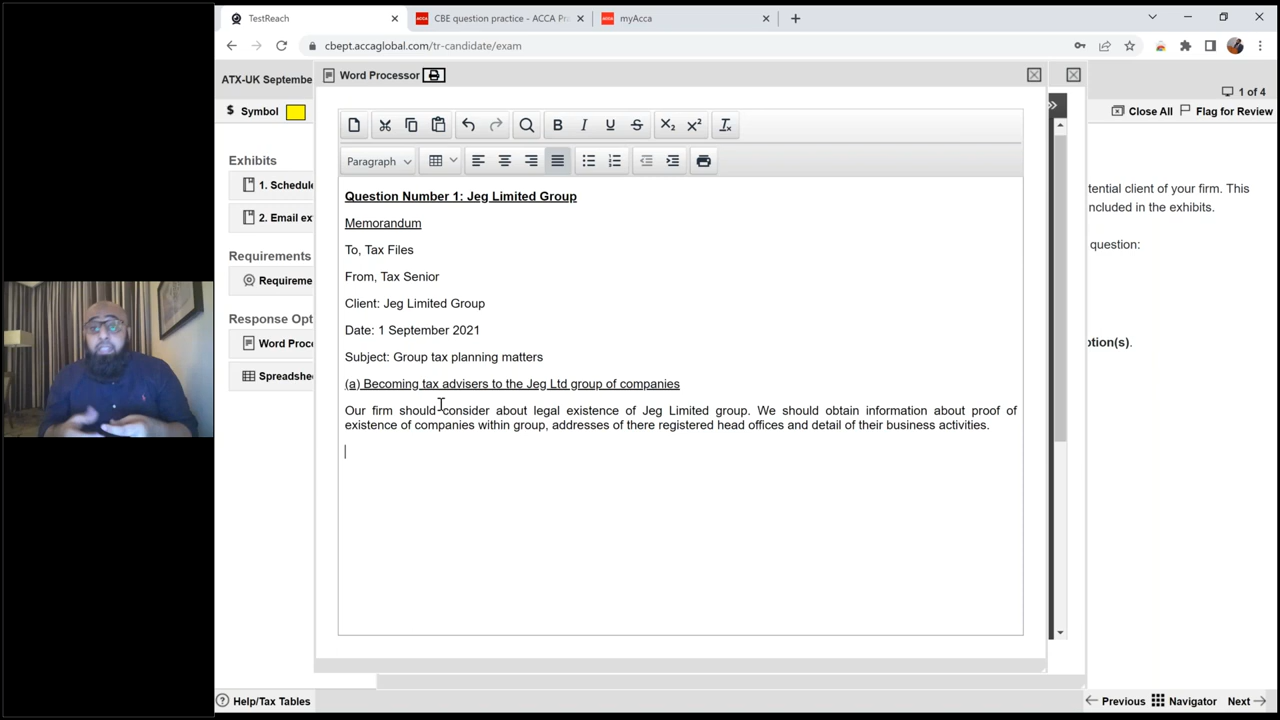 TestReach
CBE question practice - ACCA Pr
myAcca
cbept.accaglobal.com/tr-candidate/exam
ATX-UK Septembe
Word Processor
1 of 4
$ Symbol
Close All
Flag for Review
Paragraph
Exhibits
1. Schedul
2. Email ex
Requirements
Requireme
Response Opt
Word Proce
Spreadshe
Question Number 1: Jeg Limited Group
Memorandum
To, Tax Files
From, Tax Senior
Client: Jeg Limited Group
Date: 1 September 2021
Subject: Group tax planning matters
(a) Becoming tax advisers to the Jeg Ltd group of companies
Our firm should consider about legal existence of Jeg Limited group. We should obtain information about proof of
existence of companies within group, addresses of there registered head offices and detail of their business activities.
tential client of your firm. This
ncluded in the exhibits.
question:
ption(s).
Help/Tax Tables
Previous
Navigator
Next